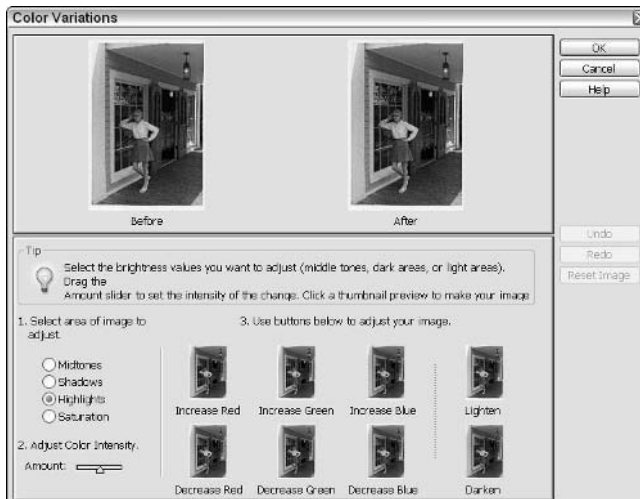 Color Variations
OK
Cancel
Help
Before
After
Undo
Redo
Reset Image
Tip
Select the brightness values you want to adjust (middle tones, dark areas, or light areas).
Drag the
Amount slider to set the intensity of the change. Click a thumbnail preview to make your image
1. Select area of image to
adjust
3. Use buttons below to adjust your image.
Midtones
Shadows
Highlights
Saturation
Increase Red
Increase Green
Increase Blue
Lighten
2. Adjust Color Intensity.
Amount:
Decrease Red
Decrease Green
Decrease Blue
Darken